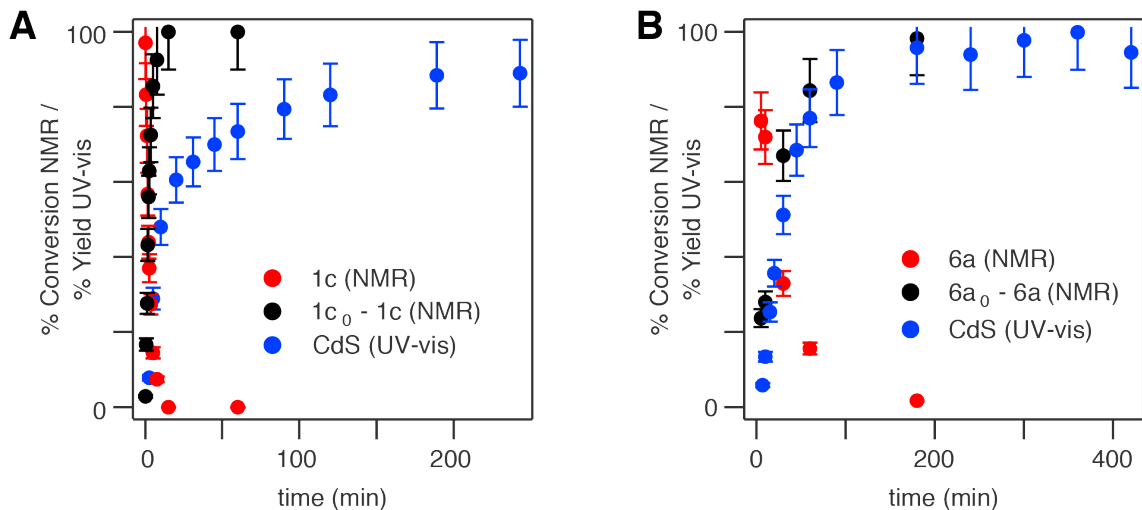 A
% Conversion NMR /
% Yield UV-vis
100
0
1c (NMR)
1c0 - 1c (NMR)
CdS (UV-vis)
0 100 200
time (min)
B
% Conversion NMR /
% Yield UV-vis
100
0
6a (NMR)
6a0 - 6a (NMR)
CdS (UV-vis)
0 200 400
time (min)